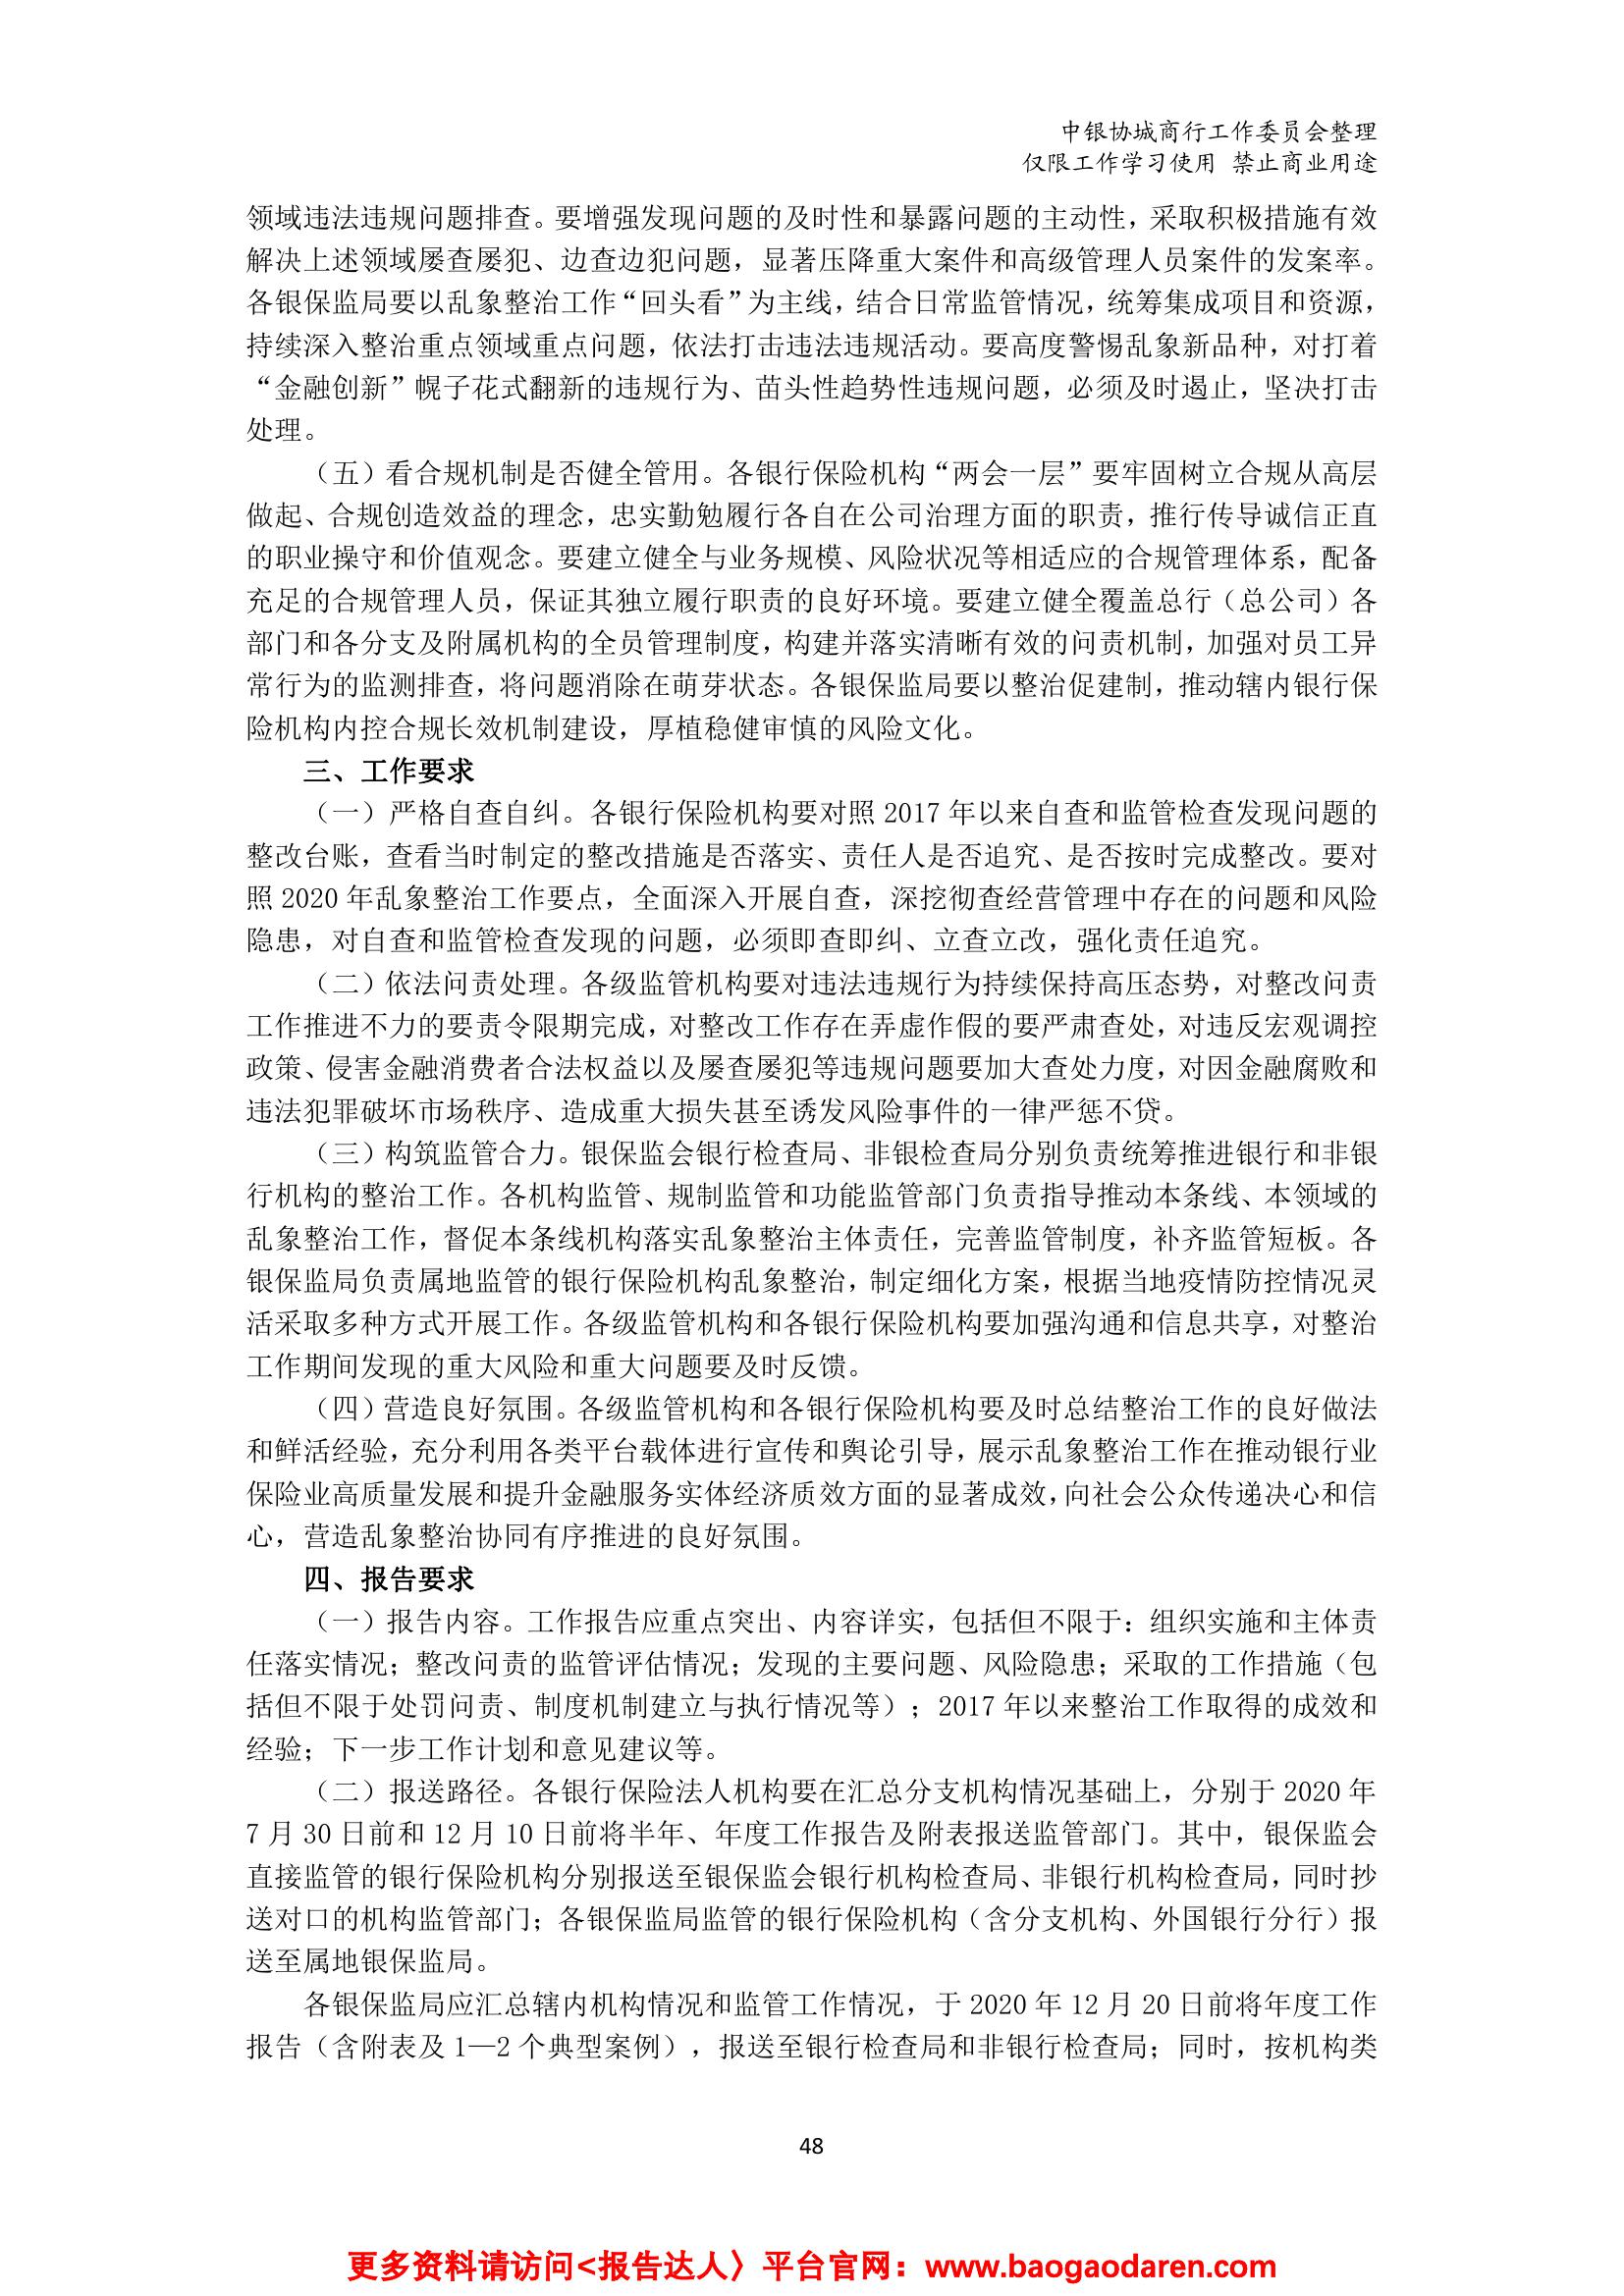 中银协城商行工作委员会整理
仅限工作学习使用 禁止商业用途
领域违法违规问题排查。要增强发现问题的及时性和暴露问题的主动性，采取积极措施有效
解决上述领域屡查屡犯、边查边犯问题，显著压降重大案件和高级管理人员案件的发案率。
各银保监局要以乱象整治工作“回头看”为主线，结合日常监管情况，统筹集成项目和资源，
持续深入整治重点领域重点问题，依法打击违法违规活动。要高度警惕乱象新品种，对打着
“金融创新”幌子花式翻新的违规行为、苗头性趋势性违规问题，必须及时遏止，坚决打击
处理。
（五）看合规机制是否健全管用。各银行保险机构“两会一层”要牢固树立合规从高层
做起、合规创造效益的理念，忠实勤勉履行各自在公司治理方面的职责，推行传导诚信正直
的职业操守和价值观念。要建立健全与业务规模、风险状况等相适应的合规管理体系，配备
充足的合规管理人员，保证其独立履行职责的良好环境。要建立健全覆盖总行（总公司）各
部门和各分支及附属机构的全员管理制度，构建并落实清晰有效的问责机制，加强对员工异
常行为的监测排查，将问题消除在萌芽状态。各银保监局要以整治促建制，推动辖内银行保
险机构内控合规长效机制建设，厚植稳健审慎的风险文化。
三、工作要求
（一）严格自查自纠。各银行保险机构要对照 2017 年以来自查和监管检查发现问题的
整改台账，查看当时制定的整改措施是否落实、责任人是否追究、是否按时完成整改。要对
照 2020 年乱象整治工作要点，全面深入开展自查，深挖彻查经营管理中存在的问题和风险
隐患，对自查和监管检查发现的问题，必须即查即纠、立查立改，强化责任追究。
（二）依法问责处理。各级监管机构要对违法违规行为持续保持高压态势，对整改问责
工作推进不力的要责令限期完成，对整改工作存在弄虚作假的要严肃查处，对违反宏观调控
政策、侵害金融消费者合法权益以及屡查屡犯等违规问题要加大查处力度，对因金融腐败和
违法犯罪破坏市场秩序、造成重大损失甚至诱发风险事件的一律严惩不贷。
（三）构筑监管合力。银保监会银行检查局、非银检查局分别负责统筹推进银行和非银
行机构的整治工作。各机构监管、规制监管和功能监管部门负责指导推动本条线、本领域的
乱象整治工作，督促本条线机构落实乱象整治主体责任，完善监管制度，补齐监管短板。各
银保监局负责属地监管的银行保险机构乱象整治，制定细化方案，根据当地疫情防控情况灵
活采取多种方式开展工作。各级监管机构和各银行保险机构要加强沟通和信息共享，对整治
工作期间发现的重大风险和重大问题要及时反馈。
（四）营造良好氛围。各级监管机构和各银行保险机构要及时总结整治工作的良好做法
和鲜活经验，充分利用各类平台载体进行宣传和舆论引导，展示乱象整治工作在推动银行业
保险业高质量发展和提升金融服务实体经济质效方面的显著成效，向社会公众传递决心和信
心，营造乱象整治协同有序推进的良好氛围。
四、报告要求
（一）报告内容。工作报告应重点突出、内容详实，包括但不限于：组织实施和主体责
任落实情况；整改问责的监管评估情况；发现的主要问题、风险隐患；采取的工作措施（包
括但不限于处罚问责、制度机制建立与执行情况等）；2017 年以来整治工作取得的成效和
经验；下一步工作计划和意见建议等。
（二）报送路径。各银行保险法人机构要在汇总分支机构情况基础上，分别于 2020 年
7 月 30 日前和 12 月 10 日前将半年、年度工作报告及附表报送监管部门。其中，银保监会
直接监管的银行保险机构分别报送至银保监会银行机构检查局、非银行机构检查局，同时抄
送对口的机构监管部门；各银保监局监管的银行保险机构（含分支机构、外国银行分行）报
送至属地银保监局。
各银保监局应汇总辖内机构情况和监管工作情况，于 2020 年 12 月 20 日前将年度工作
报告（含附表及 1—2 个典型案例），报送至银行检查局和非银行检查局；同时，按机构类
48
更多资料请访问<报告达人〉平台官网：www.baogaodaren.com